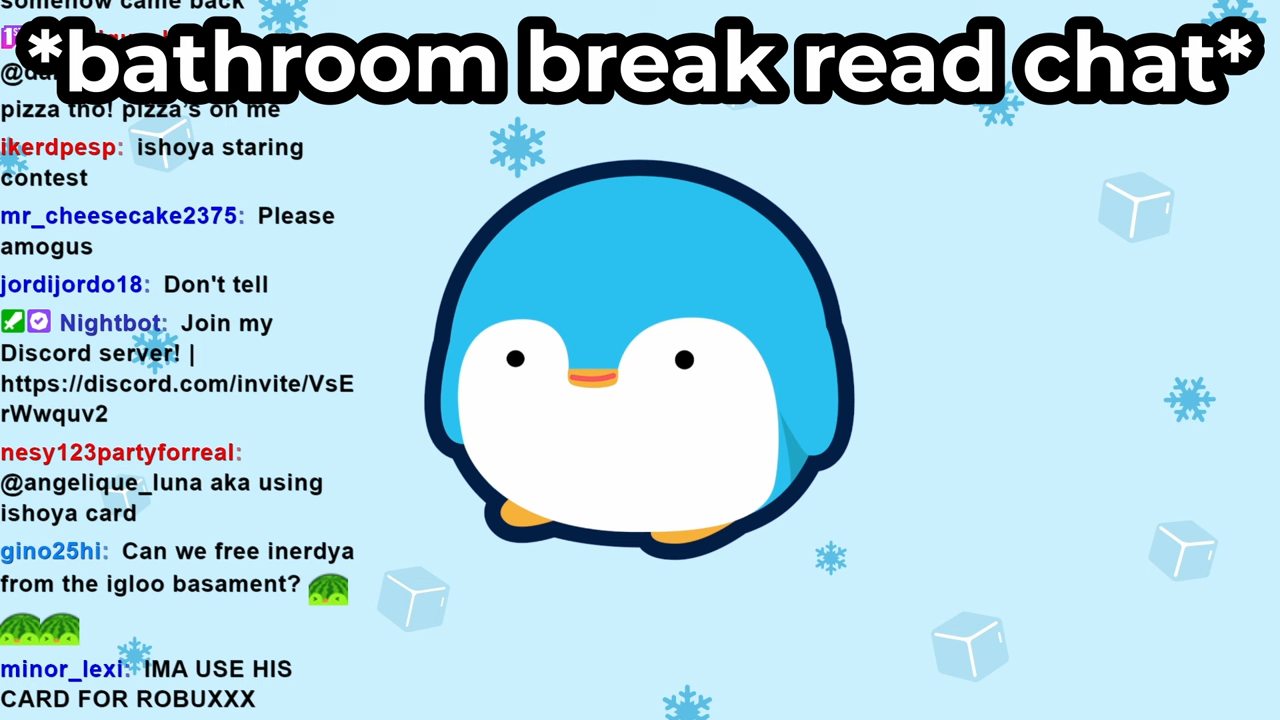 *bathroom break read chat*
somehow came back
pizza tho! pizza's on me
ikerdpesp: ishoya staring
contest
mr_cheesecake2375: Please
amogus
jordijordo18: Don't tell
Nightbot: Join my
Discord server! |
https://discord.com/invite/VsE
rWwquv2
nesy123partyforreal:
@angelique_luna aka using
ishoya card
gino25hi: Can we free inerdya
from the igloo basament?
minor_lexi: IMA USE HIS
CARD FOR ROBUXXX